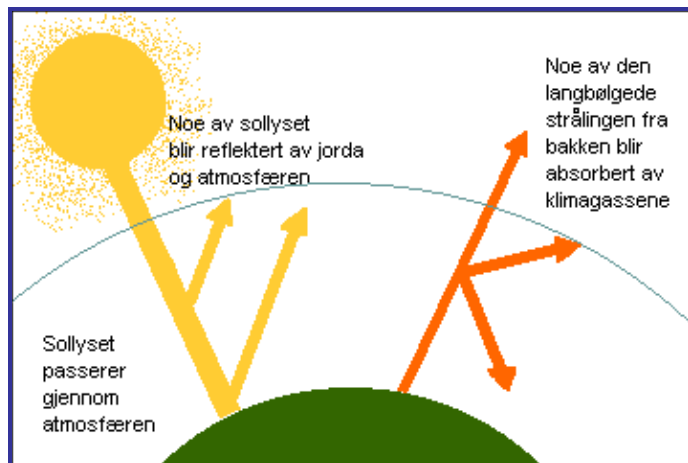 Noe av sollyset
blir reflektert av jorda
og atmosfæren
Noe av den
langbølgede
strålingen fra
bakken blir
absorbert av
klimagassene
Sollyset
passerer
gjennom
atmosfæren